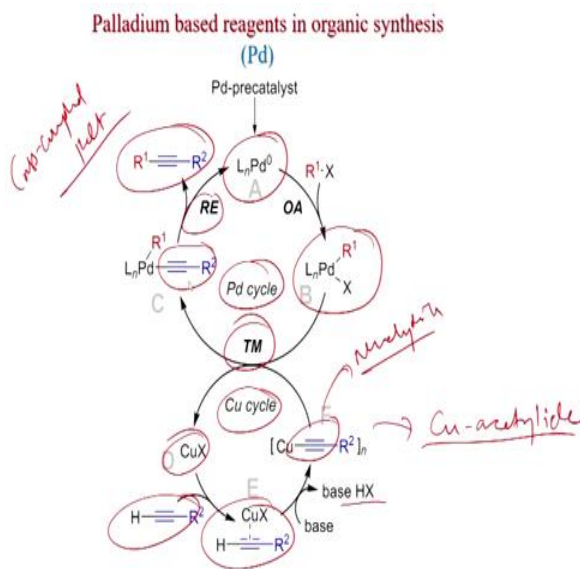 Palladium based reagents in organic synthesis
(Pd)
Pd-precatalyst
R¹ R²
LₙPd⁰
A
R¹-X
RE
OA
R¹
LₙPd R²
C
Pd cycle
R¹
LₙPd
X
B
TM
Cu cycle
CuX
D
[Cu R²]ₙ
F
Cu-acetylide
base HX
base
E
CuX
H R²
H R²